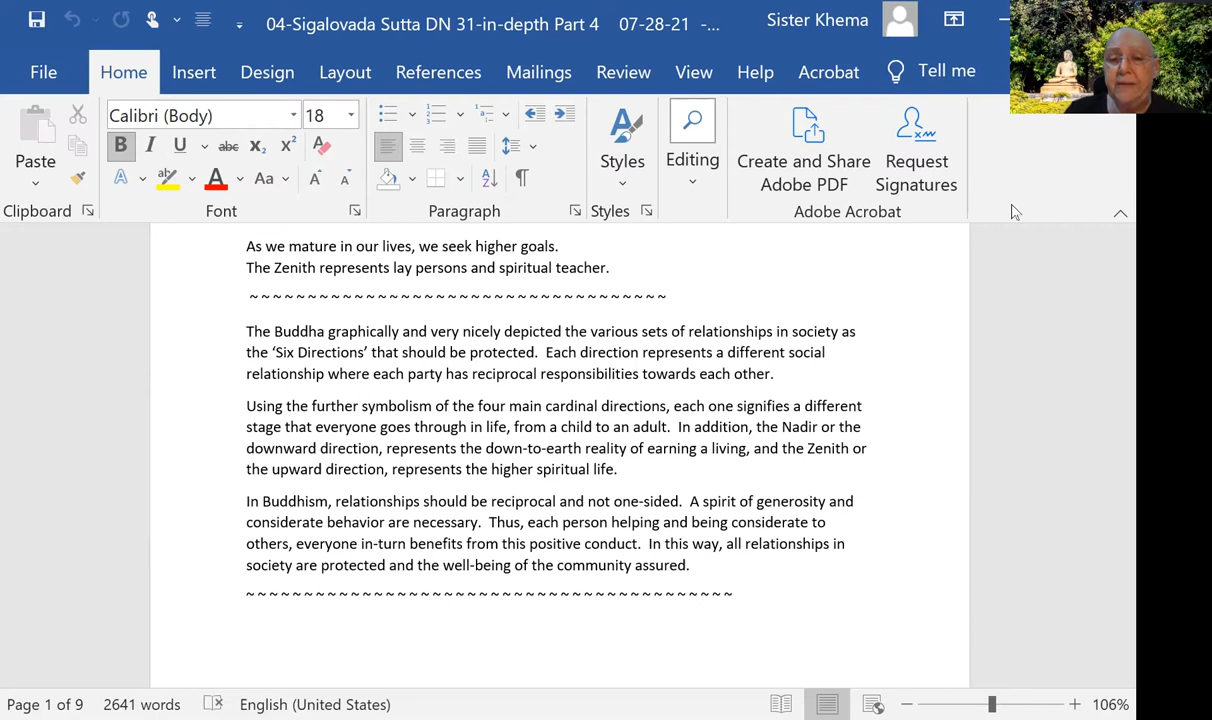 04-Sigalovada Sutta DN 31-in-depth Part 4 07-28-21 -...
Sister Khema
File Home Insert Design Layout References Mailings Review View Help Acrobat Tell me
Calibri (Body) 18
Paste
B I U abc x₂ x²
A A Aa A A
Styles
Editing
Create and Share Adobe PDF
Request Signatures
Clipboard Font Paragraph Styles Adobe Acrobat
As we mature in our lives, we seek higher goals.
The Zenith represents lay persons and spiritual teacher.
~~~~~~~~~~~~~~~~~~~~~~~~~~~~~~~~~~~~
The Buddha graphically and very nicely depicted the various sets of relationships in society as
the ‘Six Directions’ that should be protected.  Each direction represents a different social
relationship where each party has reciprocal responsibilities towards each other.
Using the further symbolism of the four main cardinal directions, each one signifies a different
stage that everyone goes through in life, from a child to an adult.  In addition, the Nadir or the
downward direction, represents the down-to-earth reality of earning a living, and the Zenith or
the upward direction, represents the higher spiritual life.
In Buddhism, relationships should be reciprocal and not one-sided.  A spirit of generosity and
considerate behavior are necessary.  Thus, each person helping and being considerate to
others, everyone in-turn benefits from this positive conduct.  In this way, all relationships in
society are protected and the well-being of the community assured.
~~~~~~~~~~~~~~~~~~~~~~~~~~~~~~~~~~~~~~~~~~
Page 1 of 9 2641 words English (United States) 106%